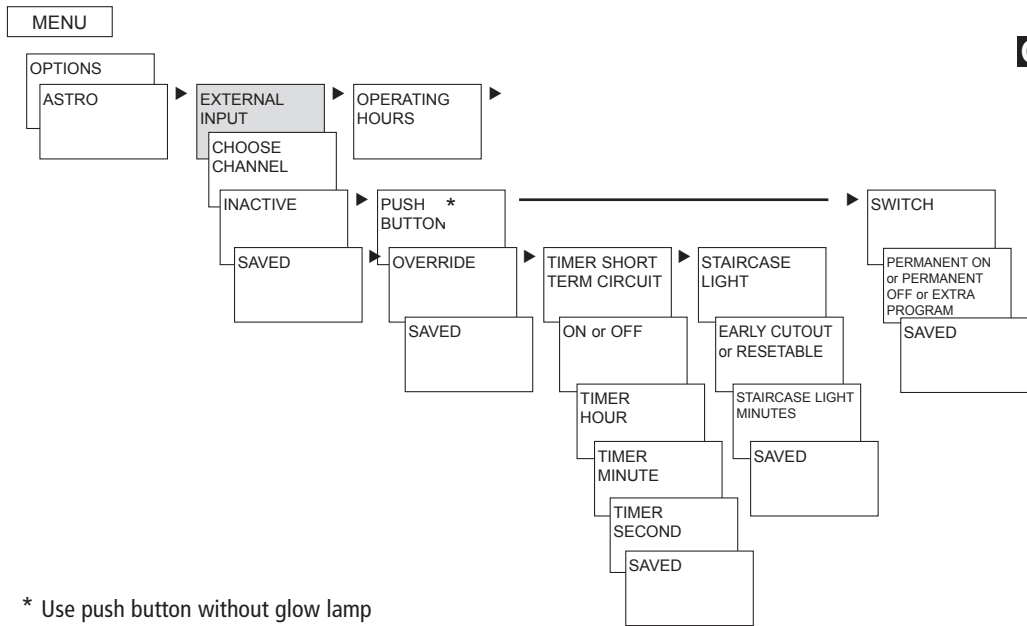 MENU
OPTIONS
ASTRO
EXTERNAL
INPUT
OPERATING
HOURS
CHOOSE
CHANNEL
INACTIVE
PUSH *
BUTTON
SWITCH
SAVED
OVERRIDE
TIMER SHORT
TERM CIRCUIT
STAIRCASE
LIGHT
PERMANENT ON
or PERMANENT
OFF or EXTRA
PROGRAM
SAVED
ON or OFF
EARLY CUTOUT
or RESETABLE
SAVED
TIMER
HOUR
STAIRCASE LIGHT
MINUTES
TIMER
MINUTE
SAVED
TIMER
SECOND
SAVED
* Use push button without glow lamp